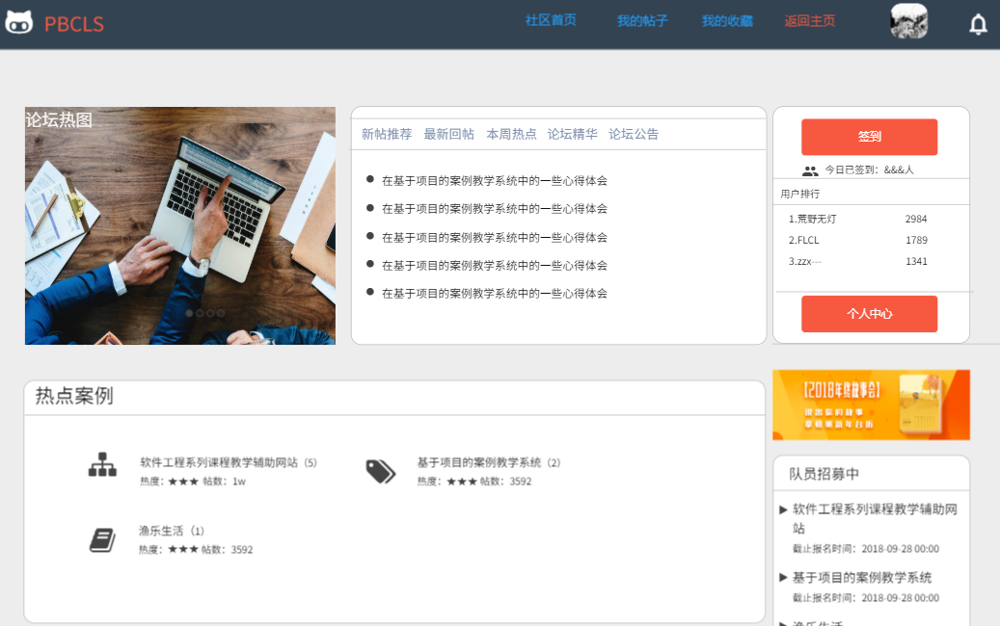 PBCLS
社区首页 我的帖子 我的收藏 返回主页
论坛热图
新帖推荐 最新回帖 本周热点 论坛精华 论坛公告
在基于项目的案例教学系统中的一些心得体会
在基于项目的案例教学系统中的一些心得体会
在基于项目的案例教学系统中的一些心得体会
在基于项目的案例教学系统中的一些心得体会
在基于项目的案例教学系统中的一些心得体会
签到
今日已签到：&&&人
用户排行
1.荒野无灯 2984
2.FLCL 1789
3.zzx··· 1341
个人中心
热点案例
软件工程系列课程教学辅助网站（5）
热度：★★★ 帖数：1w
基于项目的案例教学系统（2）
热度：★★★ 帖数：3592
渔乐生活（1）
热度：★★★ 帖数：3592
【2018年终故事会】
说出你的故事
拿锤子新年台历
队员招募中
▶ 软件工程系列课程教学辅助网
站
截止报名时间：2018-09-28 00:00
▶ 基于项目的案例教学系统
截止报名时间：2018-09-28 00:00
▶ 渔乐生活